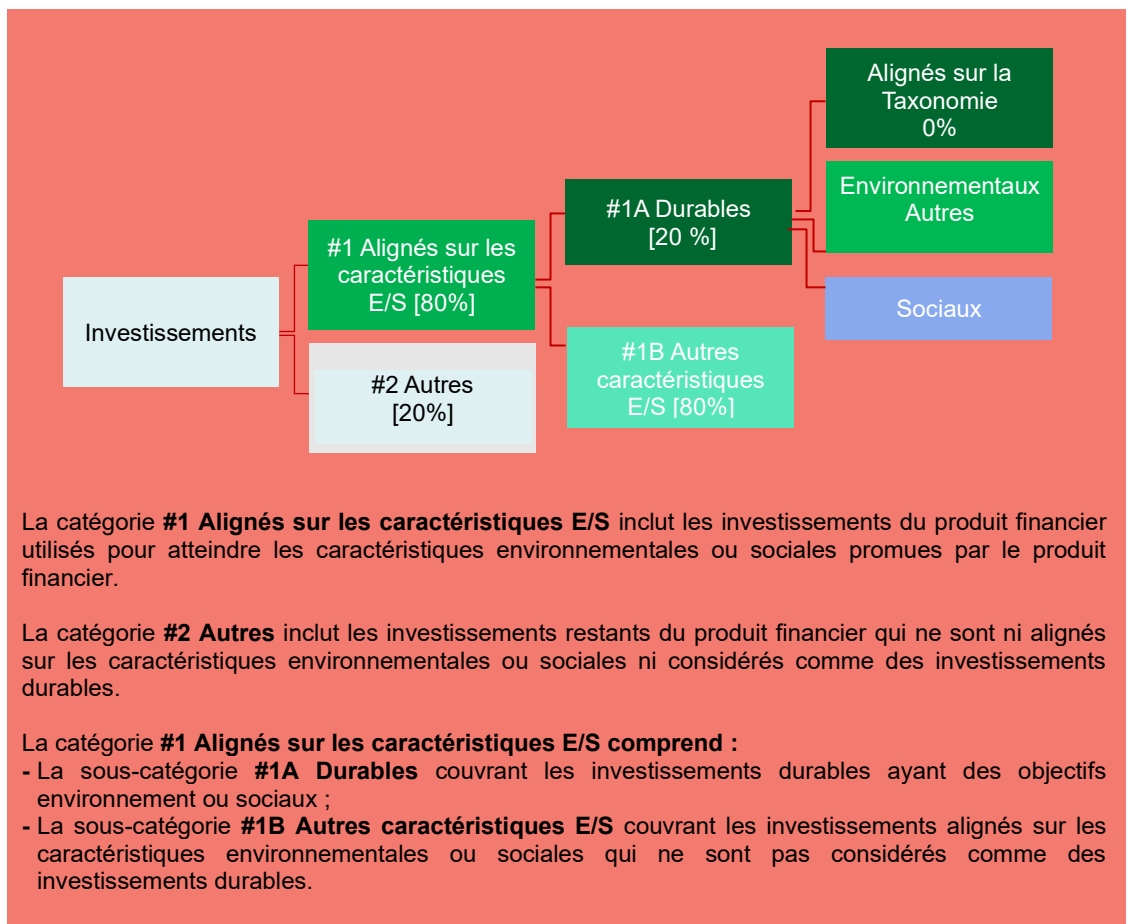 Alignés sur la
Taxonomie
0%
Environnementaux
Autres
#1A Durables
[20 %]
#1 Alignés sur les
caractéristiques
E/S [80%]
Sociaux
Investissements
#1B Autres
caractéristiques
E/S [80%]
#2 Autres
[20%]
La catégorie #1 Alignés sur les caractéristiques E/S inclut les investissements du produit financier
utilisés pour atteindre les caractéristiques environnementales ou sociales promues par le produit
financier.
La catégorie #2 Autres inclut les investissements restants du produit financier qui ne sont ni alignés
sur les caractéristiques environnementales ou sociales ni considérés comme des investissements
durables.
La catégorie #1 Alignés sur les caractéristiques E/S comprend :
- La sous-catégorie #1A Durables couvrant les investissements durables ayant des objectifs
environnement ou sociaux ;
- La sous-catégorie #1B Autres caractéristiques E/S couvrant les investissements alignés sur les
caractéristiques environnementales ou sociales qui ne sont pas considérés comme des
investissements durables.